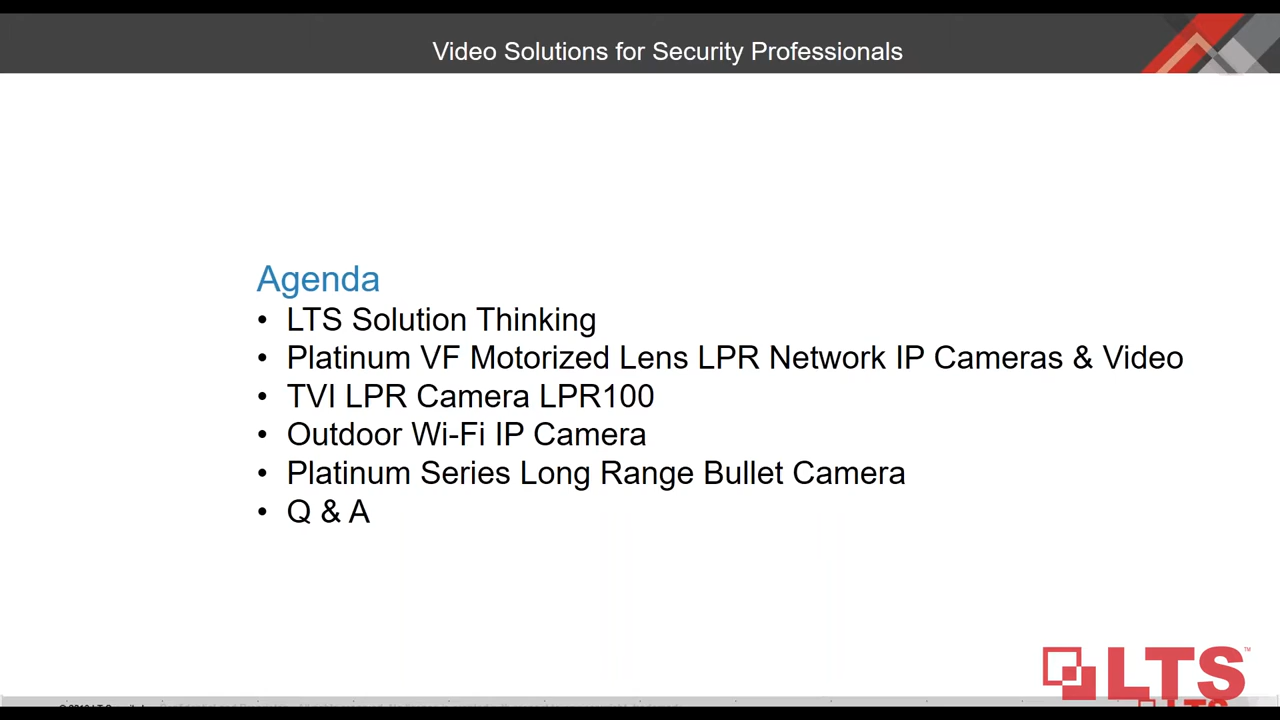 Video Solutions for Security Professionals
Agenda
• LTS Solution Thinking
• Platinum VF Motorized Lens LPR Network IP Cameras & Video
• TVI LPR Camera LPR100
• Outdoor Wi-Fi IP Camera
• Platinum Series Long Range Bullet Camera
• Q & A
LTS™
LTS